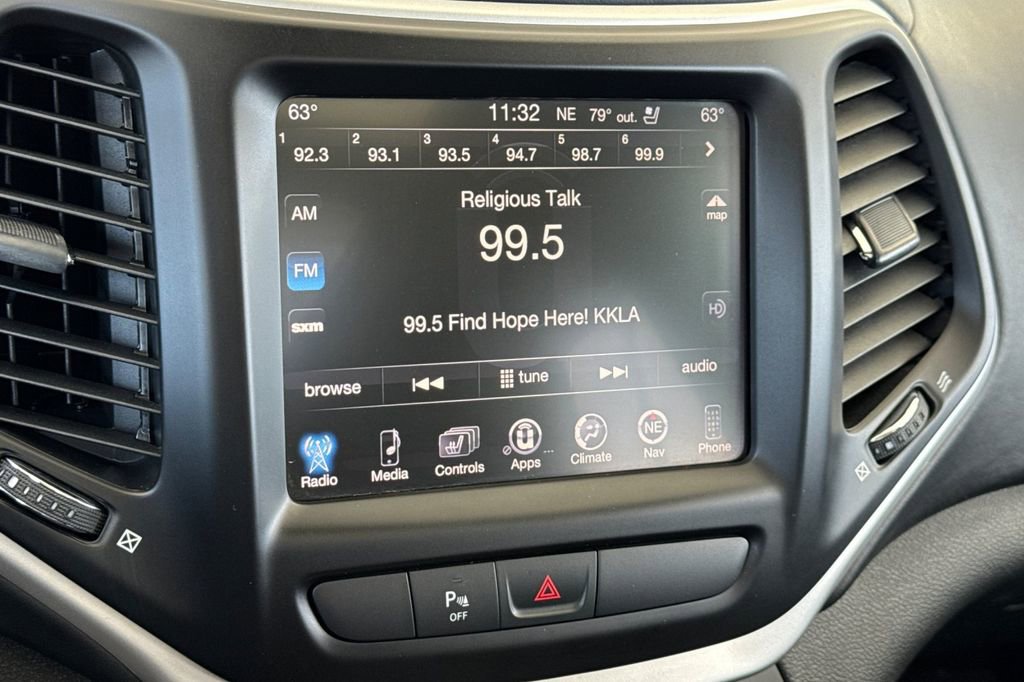 63° 11:32 NE 79° out. 63°
1 92.3 2 93.1 3 93.5 4 94.7 5 98.7 6 99.9
Religious Talk
AM
map
99.5
FM
HD
sxm
99.5 Find Hope Here! KKLA
browse tune audio
NE
Radio Media Controls Apps ... Climate Nav Phone
P
OFF